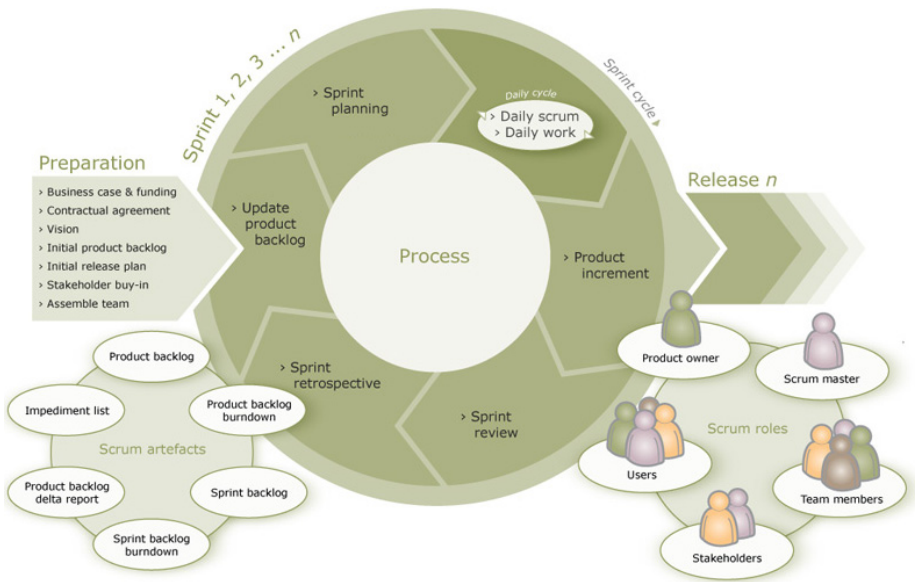 Sprint 1, 2, 3 ... n
Sprint cycle
› Sprint
planning
Daily cycle
› Daily scrum
› Daily work
Preparation
› Business case & funding
› Contractual agreement
› Vision
› Initial product backlog
› Initial release plan
› Stakeholder buy-in
› Assemble team
› Update
product
backlog
Process
› Product
increment
Release n
› Sprint
retrospective
› Sprint
review
Product backlog
Impediment list
Product backlog
burndown
Scrum artefacts
Product backlog
delta report
Sprint backlog
Sprint backlog
burndown
Product owner
Scrum master
Scrum roles
Users
Team members
Stakeholders